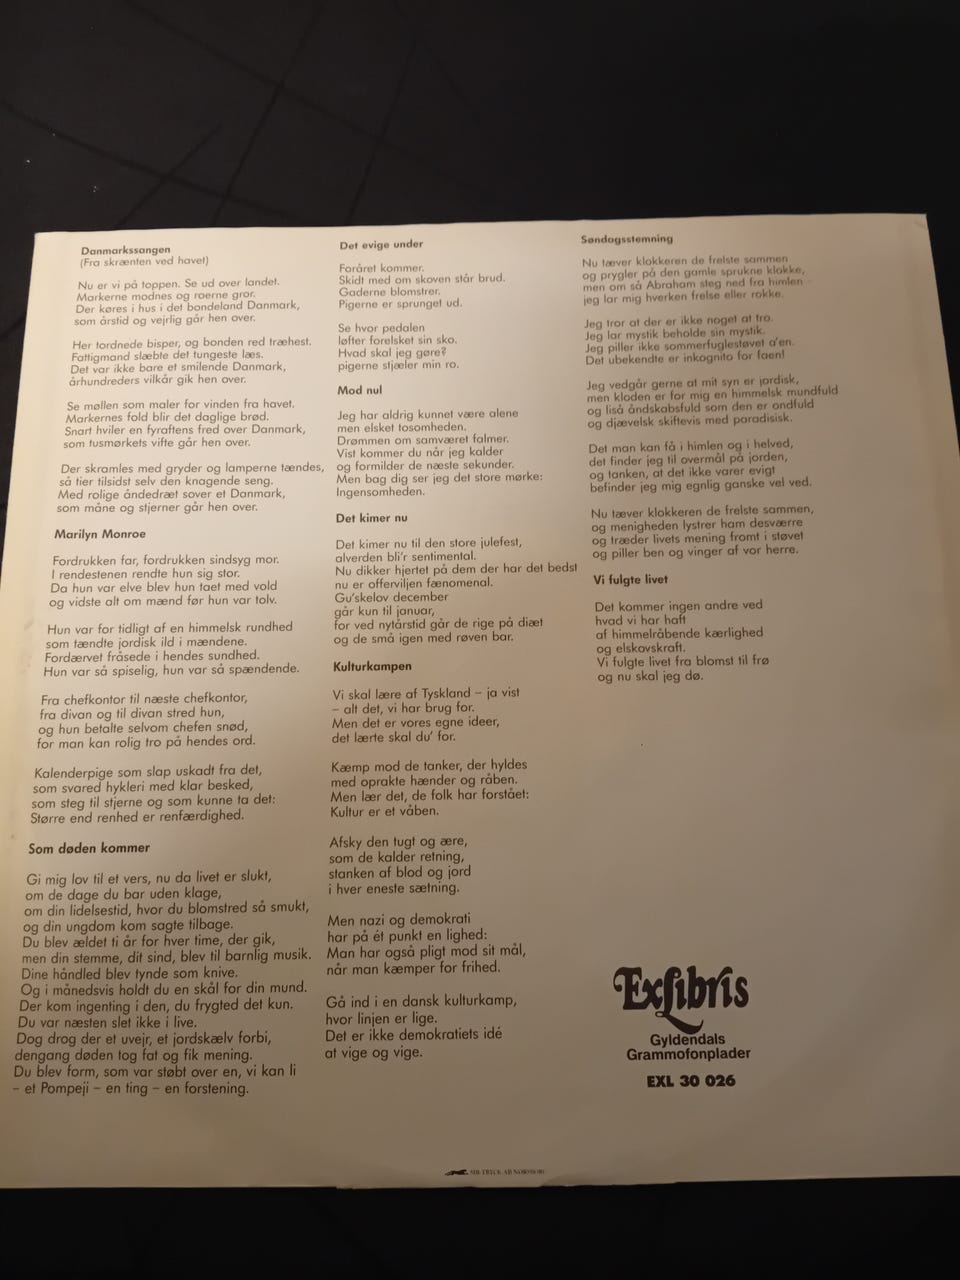 Danmarkssangen
(Fra skrænten ved havet)
Nu er vi på toppen. Se ud over landet.
Markerne modnes og roerne gror.
Der køres i hus i det bondeland Danmark,
som årstid og vejrlig går hen over.
Her tordnede bisper, og bonden red træhest.
Fattigmand slæbte det tungeste læs.
Det var ikke bare et smilende Danmark,
århundreders vilkår gik hen over.
Se møllen som maler for vinden fra havet.
Markernes fold blir det daglige brød.
Snart hviler en fyraftens fred over Danmark,
som tusmørkets vifte går hen over.
Der skramles med gryder og lamperne tændes,
så tier tilsidst selv den knagende seng.
Med rolige åndedræt sover et Danmark,
som måne og stjerner går hen over.
Marilyn Monroe
Fordrukken far, fordrukken sindsyg mor.
I rendestenen rendte hun sig stor.
Da hun var elve blev hun taet med vold
og vidste alt om mænd før hun var tolv.
Hun var for tidligt af en himmelsk rundhed
som tændte jordisk ild i mændene.
Fordærvet fråsede i hendes sundhed.
Hun var så spiselig, hun var så spændende.
Fra chefkontor til næste chefkontor,
fra divan og til divan stred hun,
og hun betalte selvom chefen snød,
for man kan rolig tro på hendes ord.
Kalenderpige som slap uskadt fra det,
som svared hykleri med klar besked,
som steg til stjerne og som kunne ta det:
Større end renhed er renfærdighed.
Som døden kommer
Gi mig lov til et vers, nu da livet er slukt,
om de dage du bar uden klage,
om din lidelsestid, hvor du blomstred så smukt,
og din ungdom kom sagte tilbage.
Du blev ældet ti år for hver time, der gik,
men din stemme, dit sind, blev til barnlig musik.
Dine håndled blev tynde som knive.
Og i månedsvis holdt du en skål for din mund.
Der kom ingenting i den, du frygted det kun.
Du var næsten slet ikke i live.
Dog drog der et uvejr, et jordskælv forbi,
dengang døden tog fat og fik mening.
Du blev form, som var støbt over en, vi kan li
– et Pompeji – en ting – en forstening.
Det evige under
Foråret kommer.
Skidt med om skoven står brud.
Gaderne blomstrer.
Pigerne er sprunget ud.
Se hvor pedalen
løfter forelsket sin sko.
Hvad skal jeg gøre?
pigerne stjæler min ro.
Mod nul
Jeg har aldrig kunnet være alene
men elsket tosomheden.
Drømmen om samværet falmer.
Vist kommer du når jeg kalder
og formilder de næste sekunder.
Men bag dig ser jeg det store mørke:
Ingensomheden.
Det kimer nu
Det kimer nu til den store julefest,
alverden bli'r sentimental.
Nu dikker hjertet på dem der har det bedst
nu er offerviljen fænomenal.
Gu'skelov december
går kun til januar,
for ved nytårstid går de rige på diæt
og de små igen med røven bar.
Kulturkampen
Vi skal lære af Tyskland – ja vist
– alt det, vi har brug for.
Men det er vores egne ideer,
det lærte skal du' for.
Kæmp mod de tanker, der hyldes
med oprakte hænder og råben.
Men lær det, de folk har forstået:
Kultur er et våben.
Afsky den tugt og ære,
som de kalder retning,
stanken af blod og jord
i hver eneste sætning.
Men nazi og demokrati
har på ét punkt en lighed:
Man har også pligt mod sit mål,
når man kæmper for frihed.
Gå ind i en dansk kulturkamp,
hvor linjen er lige.
Det er ikke demokratiets idé
at vige og vige.
Søndagsstemning
Nu tæver klokkeren de frelste sammen
og prygler på den gamle sprukne klokke,
men om så Abraham steg ned fra himlen
jeg lar mig hverken frelse eller rokke.
Jeg tror at der er ikke noget at tro.
Jeg lar mystik beholde sin mystik.
Jeg piller ikke sommerfuglestøvet a'en.
Det ubekendte er inkognito for faen!
Jeg vedgår gerne at mit syn er jordisk,
men kloden er for mig en himmelsk mundfuld
og liså åndskabsfuld som den er ondfuld
og djævelsk skiftevis med paradisisk.
Det man kan få i himlen og i helved,
det finder jeg til overmål på jorden,
og tanken, at det ikke varer evigt
befinder jeg mig egnlig ganske vel ved.
Nu tæver klokkeren de frelste sammen,
og menigheden lystrer ham desværre
og træder livets mening fromt i støvet
og piller ben og vinger af vor herre.
Vi fulgte livet
Det kommer ingen andre ved
hvad vi har haft
af himmelråbende kærlighed
og elskovskraft.
Vi fulgte livet fra blomst til frø
og nu skal jeg dø.
ExLibris
Gyldendals
Grammofonplader
EXL 30 026
TRYCK AB